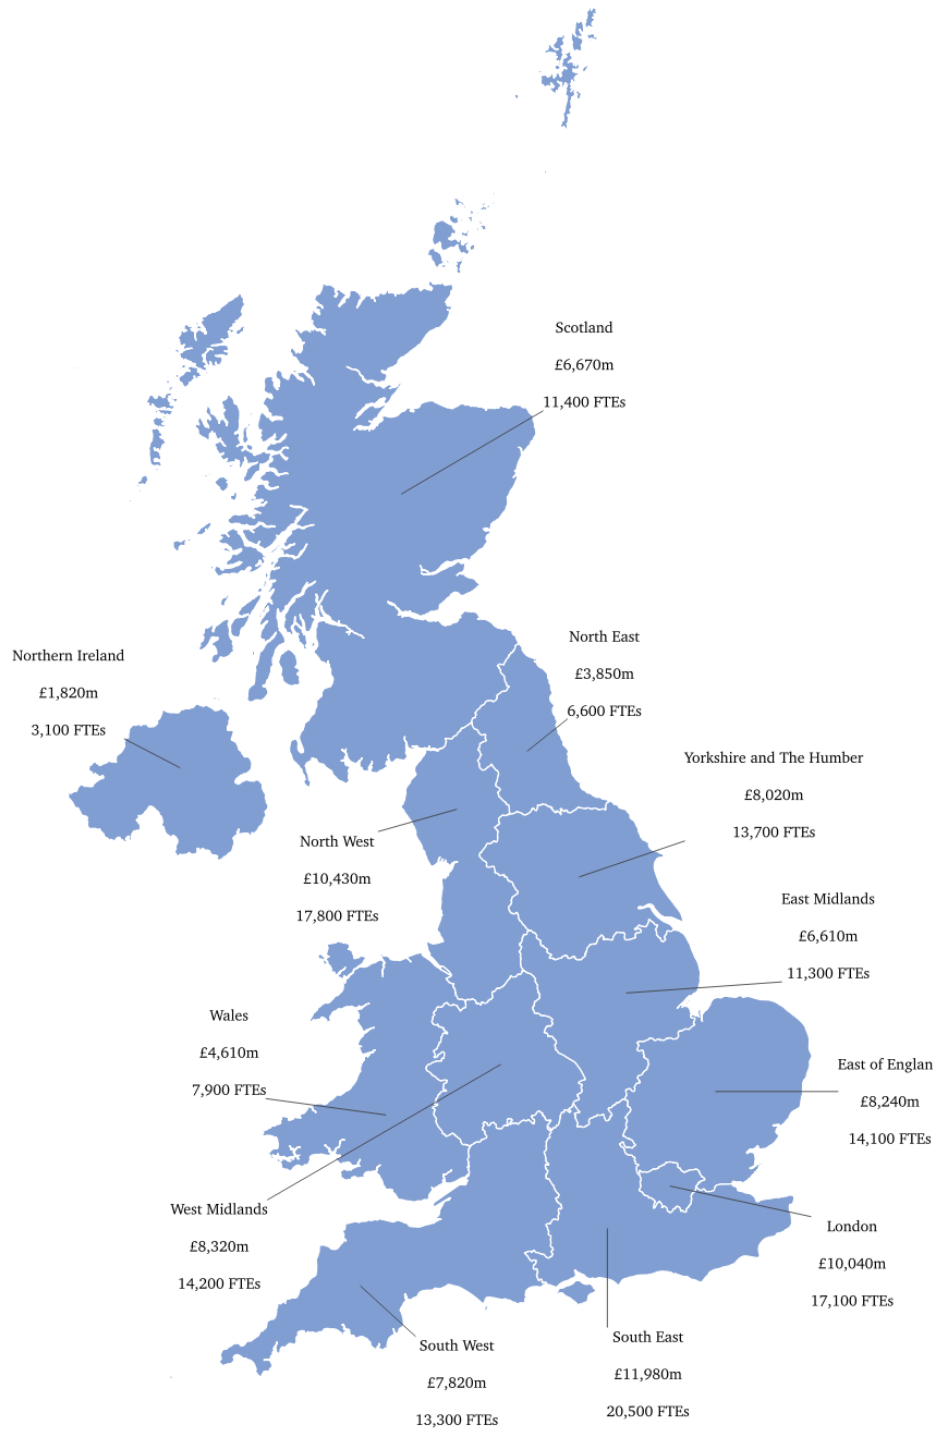 Scotland
£6,670m
11,400 FTEs
North East
£3,850m
6,600 FTEs
Northern Ireland
£1,820m
3,100 FTEs
Yorkshire and The Humber
£8,020m
13,700 FTEs
North West
£10,430m
17,800 FTEs
East Midlands
£6,610m
11,300 FTEs
Wales
£4,610m
7,900 FTEs
East of Englan
£8,240m
14,100 FTEs
West Midlands
£8,320m
14,200 FTEs
London
£10,040m
17,100 FTEs
South West
£7,820m
13,300 FTEs
South East
£11,980m
20,500 FTEs